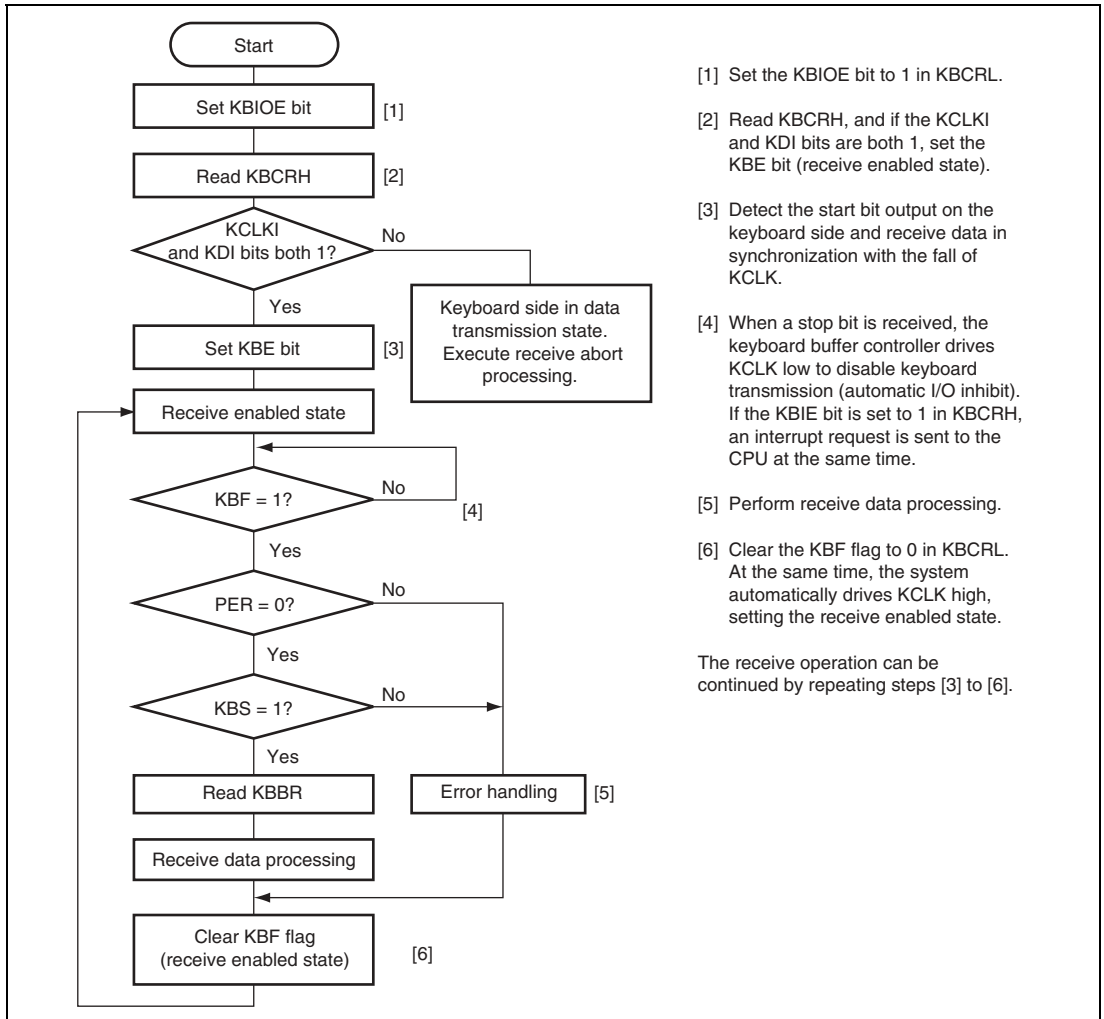 Start
Set KBIOE bit
[1]
Read KBCRH
[2]
KCLKI
and KDI bits both 1?
No
Yes
Keyboard side in data
transmission state.
Execute receive abort
processing.
Set KBE bit
[3]
Receive enabled state
KBF = 1?
No
[4]
Yes
PER = 0?
No
Yes
KBS = 1?
No
Yes
Read KBBR
Error handling
[5]
Receive data processing
Clear KBF flag
(receive enabled state)
[6]
[1] Set the KBIOE bit to 1 in KBCRL.
[2] Read KBCRH, and if the KCLKI
and KDI bits are both 1, set the
KBE bit (receive enabled state).
[3] Detect the start bit output on the
keyboard side and receive data in
synchronization with the fall of
KCLK.
[4] When a stop bit is received, the
keyboard buffer controller drives
KCLK low to disable keyboard
transmission (automatic I/O inhibit).
If the KBIE bit is set to 1 in KBCRH,
an interrupt request is sent to the
CPU at the same time.
[5] Perform receive data processing.
[6] Clear the KBF flag to 0 in KBCRL.
At the same time, the system
automatically drives KCLK high,
setting the receive enabled state.
The receive operation can be
continued by repeating steps [3] to [6].